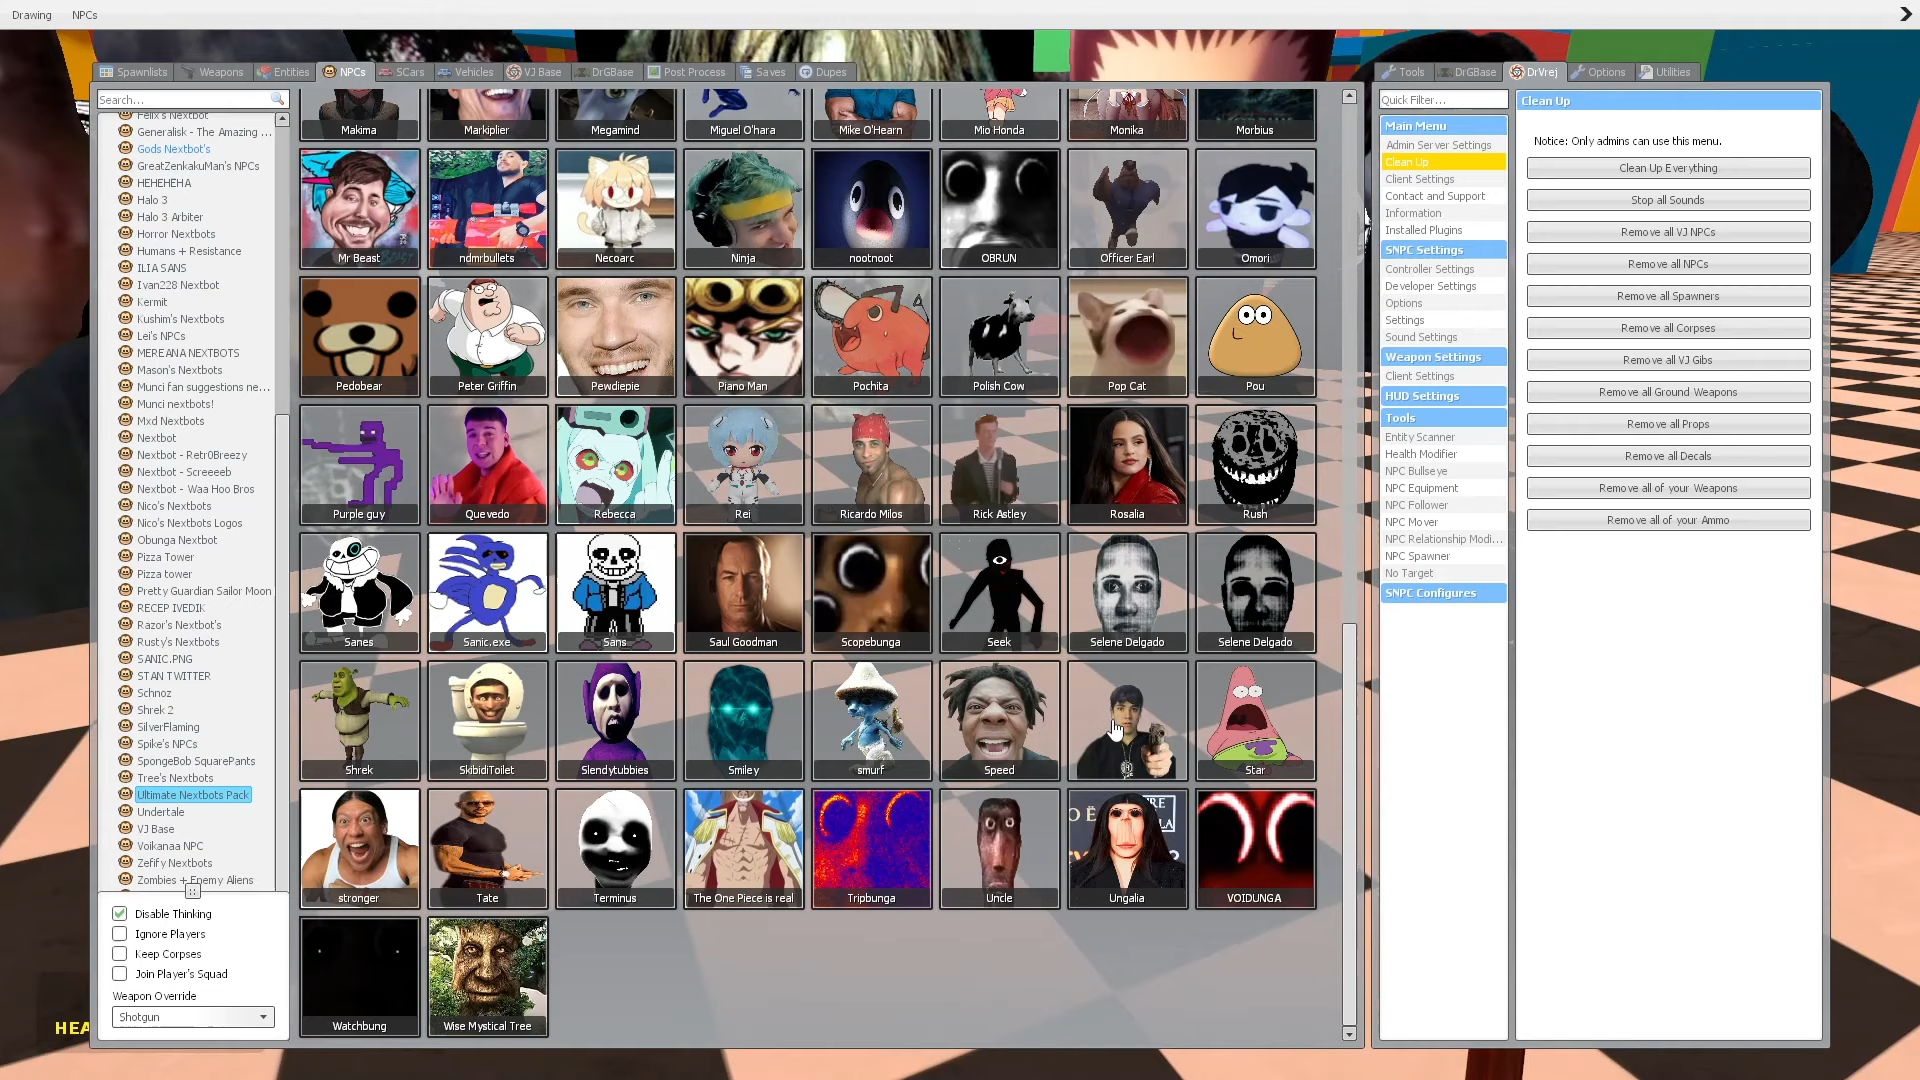 Drawing NPCs
Spawnlists Weapons Entities NPCs SCars Vehicles VJ Base DrGBase Post Process Saves Dupes
Search...
Felix's Nextbot
Generalisk - The Amazing ...
Gods Nextbot's
GreatZenkakuMan's NPCs
HEHEHEHA
Halo 3
Halo 3 Arbiter
Horror Nextbots
Humans + Resistance
ILIA SANS
Ivan228 Nextbot
Kermit
Kushim's Nextbots
Lei's NPCs
MEREANA NEXTBOTS
Mason's Nextbots
Munci fan suggestions ne...
Munci nextbots!
Mxd Nextbots
Nextbot
Nextbot - Retr0Breezy
Nextbot - Screeeeb
Nextbot - Waa Hoo Bros
Nico's Nextbots
Nico's Nextbots Logos
Obunga Nextbot
Pizza Tower
Pizza tower
Pretty Guardian Sailor Moon
RECEP IVEDIK
Razor's Nextbot's
Rusty's Nextbots
SANIC.PNG
STAN TWITTER
Schnoz
Shrek 2
SilverFlaming
Spike's NPCs
SpongeBob SquarePants
Tree's Nextbots
Ultimate Nextbots Pack
Undertale
VJ Base
Voikanaa NPC
Zefify Nextbots
Zombies + Enemy Aliens
Disable Thinking
Ignore Players
Keep Corpses
Join Player's Squad
Weapon Override
Shotgun
HEA
Makima Markiplier Megamind Miguel O'hara Mike O'Hearn Mio Honda Monika Morbius
Mr Beast ndmrbullets Necoarc Ninja nootnoot OBRUN Officer Earl Omori
Pedobear Peter Griffin Pewdiepie Piano Man Pochita Polish Cow Pop Cat Pou
Purple guy Quevedo Rebecca Rei Ricardo Milos Rick Astley Rosalia Rush
Sanes Sanic.exe Sans Saul Goodman Scopebunga Seek Selene Delgado Selene Delgado
Shrek SkibidiToilet Slendytubbies Smiley smurf Speed Star
stronger Tate Terminus The One Piece is real Tripbunga Uncle Ungalia VOIDUNGA
Watchbung Wise Mystical Tree
Tools DrGBase DrVrej Options Utilities
Quick Filter...
Main Menu
Admin Server Settings
Clean Up
Client Settings
Contact and Support
Information
Installed Plugins
SNPC Settings
Controller Settings
Developer Settings
Options
Settings
Sound Settings
Weapon Settings
Client Settings
HUD Settings
Tools
Entity Scanner
Health Modifier
NPC Bullseye
NPC Equipment
NPC Follower
NPC Mover
NPC Relationship Modi...
NPC Spawner
No Target
SNPC Configures
Clean Up
Notice: Only admins can use this menu.
Clean Up Everything
Stop all Sounds
Remove all VJ NPCs
Remove all NPCs
Remove all Spawners
Remove all Corpses
Remove all VJ Gibs
Remove all Ground Weapons
Remove all Props
Remove all Decals
Remove all of your Weapons
Remove all of your Ammo